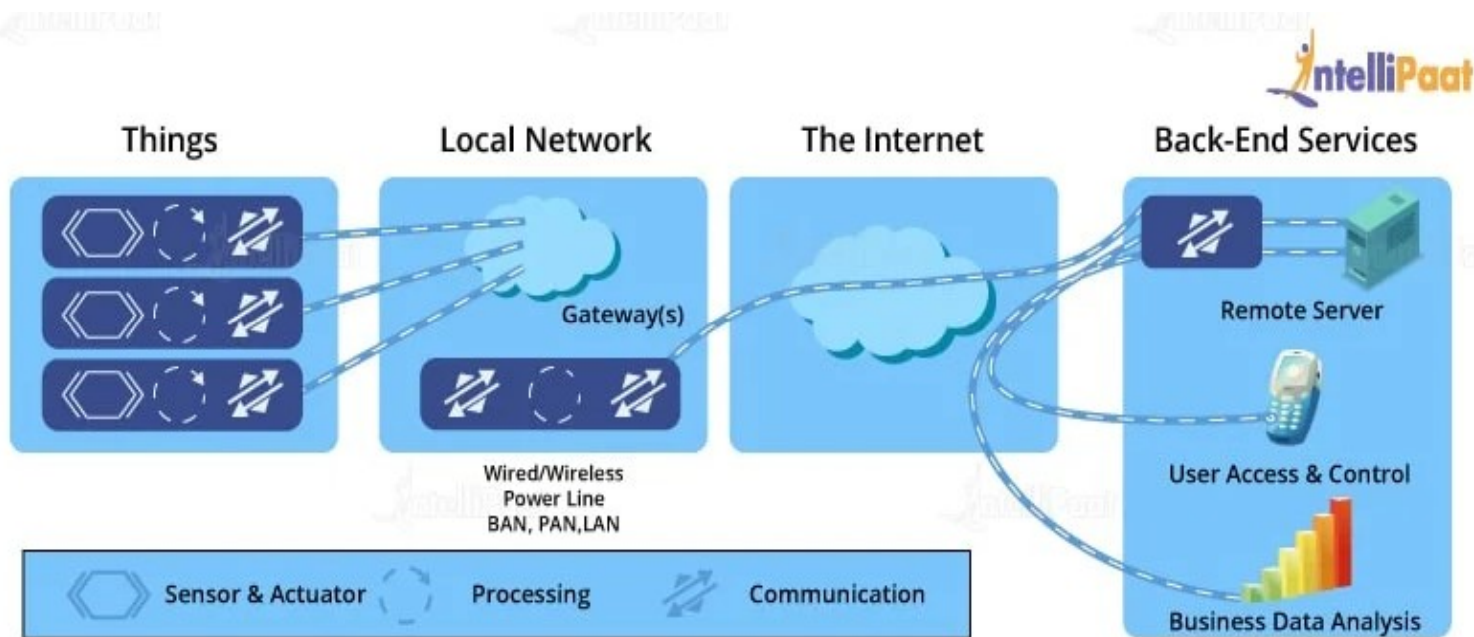 IntelliPaat
Things
Local Network
The Internet
Back-End Services
Gateway(s)
Wired/Wireless
Power Line
BAN, PAN,LAN
Remote Server
User Access & Control
Business Data Analysis
Sensor & Actuator
Processing
Communication